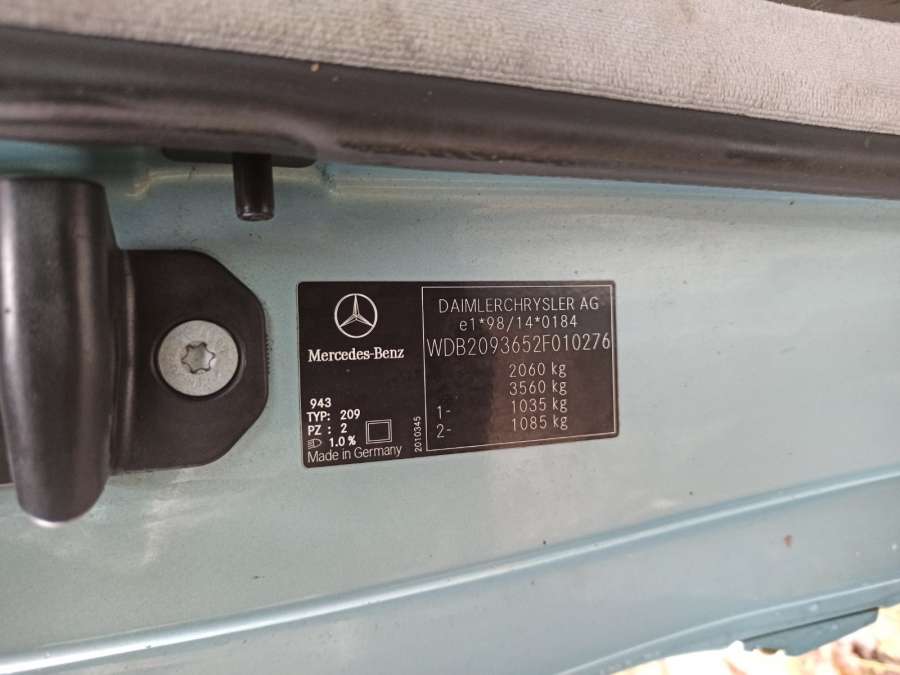 Mercedes-Benz
943
TYP: 209
PZ : 2
1.0 %
Made in Germany
2010345
DAIMLERCHRYSLER AG
e1*98/14*0184
WDB2093652F010276
2060 kg
3560 kg
1- 1035 kg
2- 1085 kg